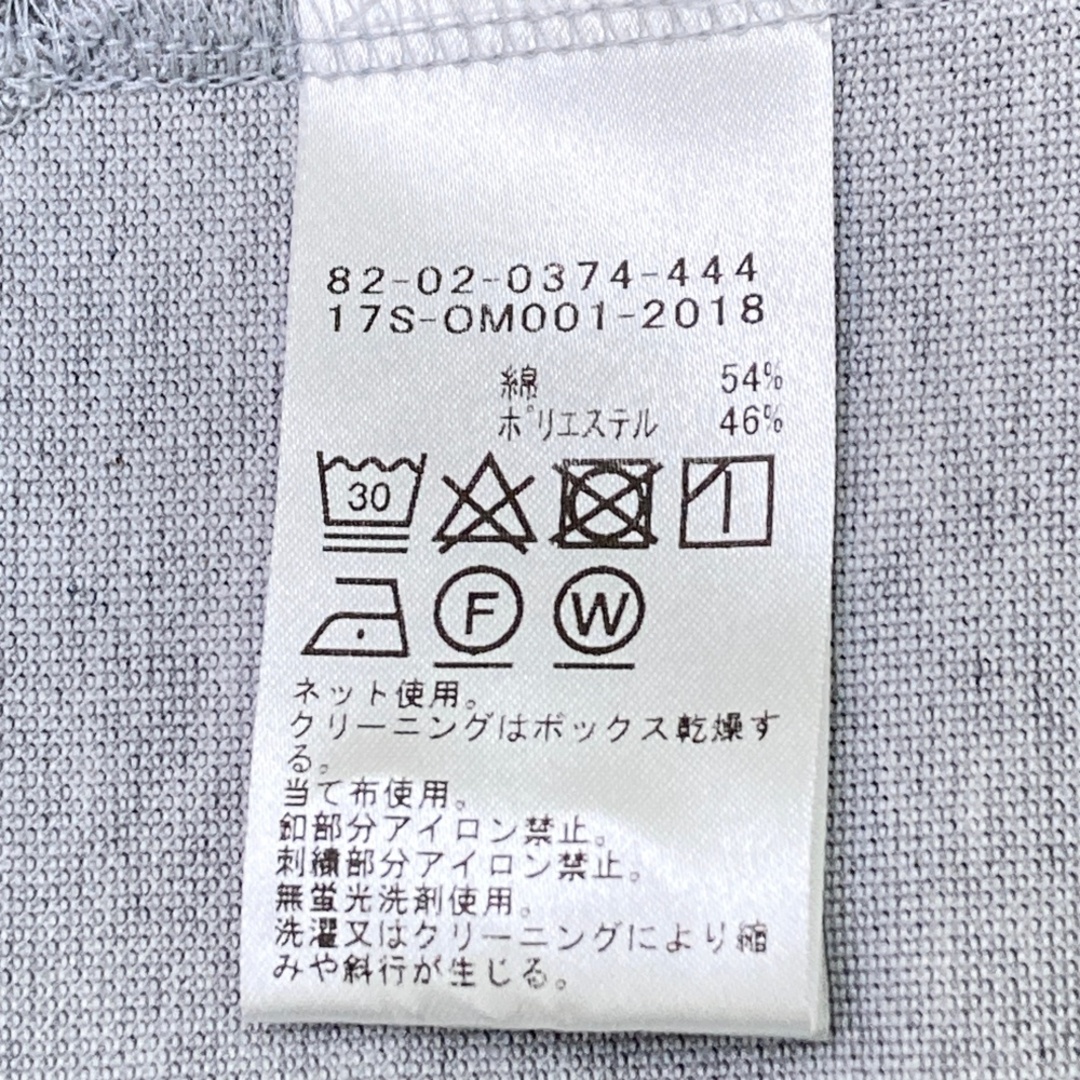 82-02-0374-444
17S-OM001-2018
綿 54%
ポリエステル 46%
30
F W
ネット使用。
クリーニングはボックス乾燥す
る。
当て布使用。
釦部分アイロン禁止。
刺繍部分アイロン禁止。
無蛍光洗剤使用。
洗濯又はクリーニングにより縮
みや斜行が生じる。